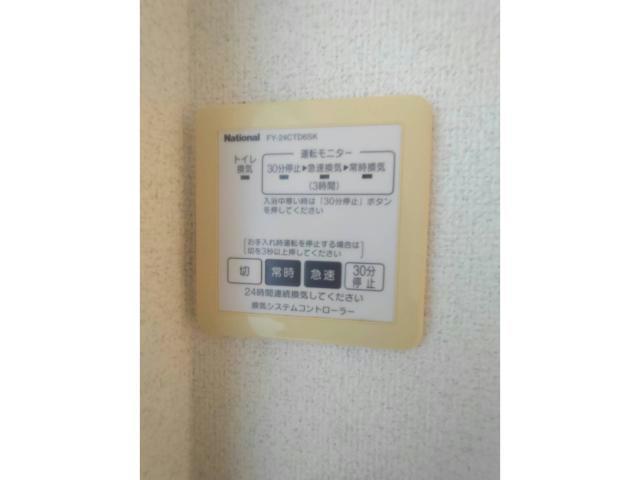 National FY-24CTD6SK
運転モニター
トイレ換気
30分停止▶急速換気▶常時換気
(3時間)
入浴中寒い時は「30分停止」ボタン
を押してください
お手入れ時運転を停止する場合は
切を3秒以上押してください
切 常時 急速 30分停止
24時間連続換気してください
換気システムコントローラー